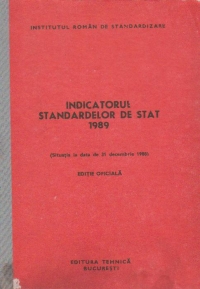 INSTITUTUL ROMÂN DE STANDARDIZARE
INDICATORUL
STANDARDELOR DE STAT
1989
(Situația la data de 31 decembrie 1988)
EDIȚIE OFICIALĂ
EDITURA TEHNICĂ
BUCUREȘTI